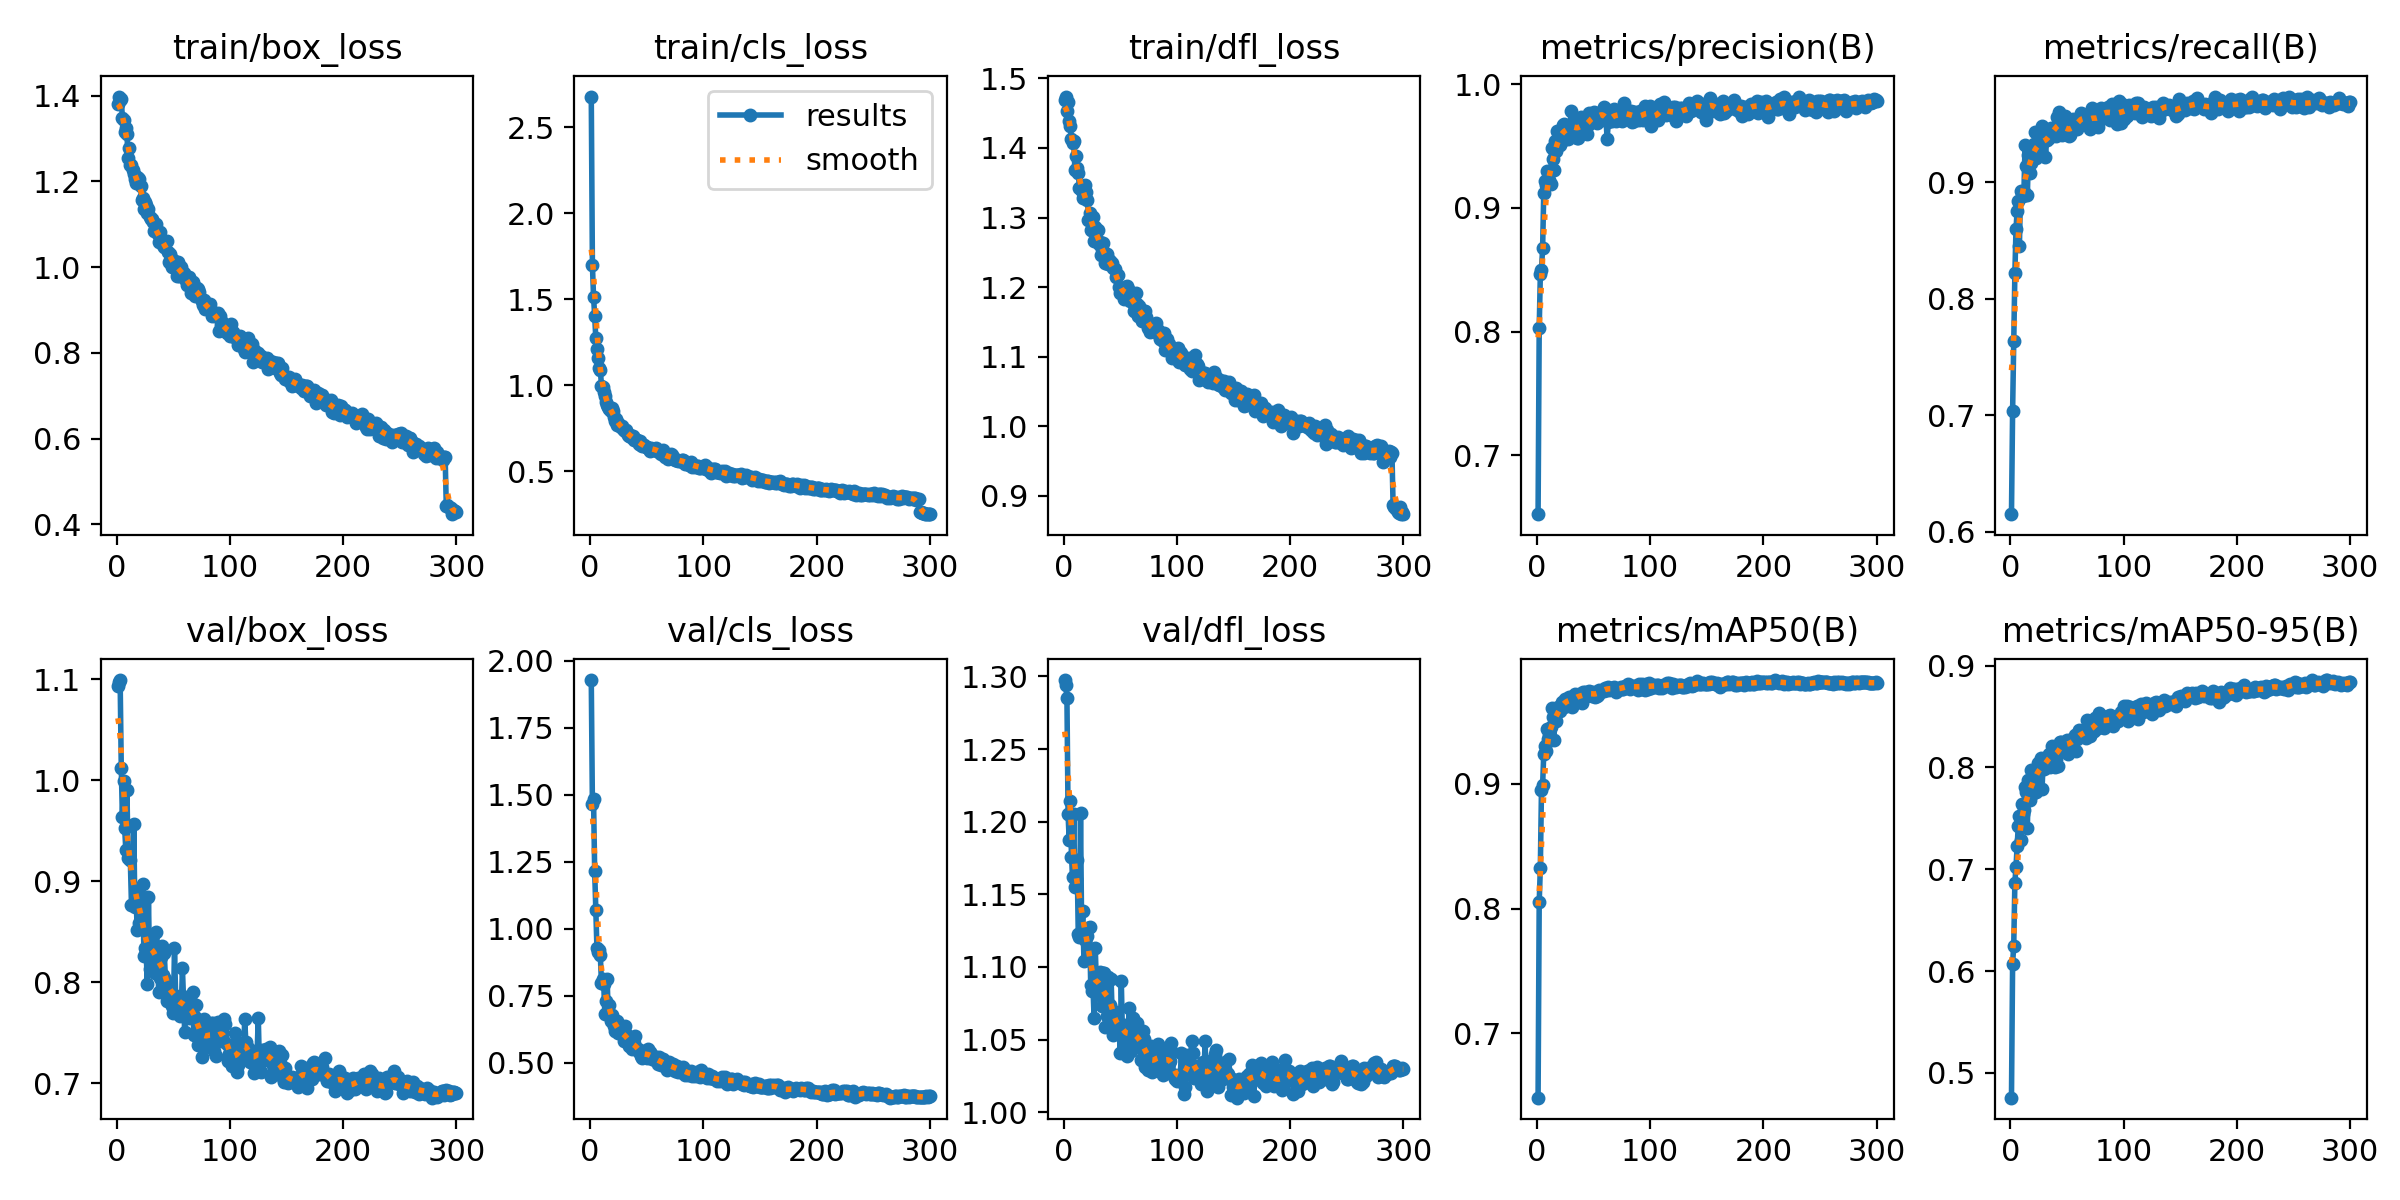 train/box_loss
train/cls_loss
train/dfl_loss
metrics/precision(B)
metrics/recall(B)
1.4
1.2
1.0
0.8
0.6
0.4
0 100 200 300
results
smooth
2.5
2.0
1.5
1.0
0.5
0 100 200 300
1.5
1.4
1.3
1.2
1.1
1.0
0.9
0 100 200 300
1.0
0.9
0.8
0.7
0 100 200 300
0.9
0.8
0.7
0.6
0 100 200 300
val/box_loss
val/cls_loss
val/dfl_loss
metrics/mAP50(B)
metrics/mAP50-95(B)
1.1
1.0
0.9
0.8
0.7
0 100 200 300
2.00
1.75
1.50
1.25
1.00
0.75
0.50
0 100 200 300
1.30
1.25
1.20
1.15
1.10
1.05
1.00
0 100 200 300
0.9
0.8
0.7
0 100 200 300
0.9
0.8
0.7
0.6
0.5
0 100 200 300